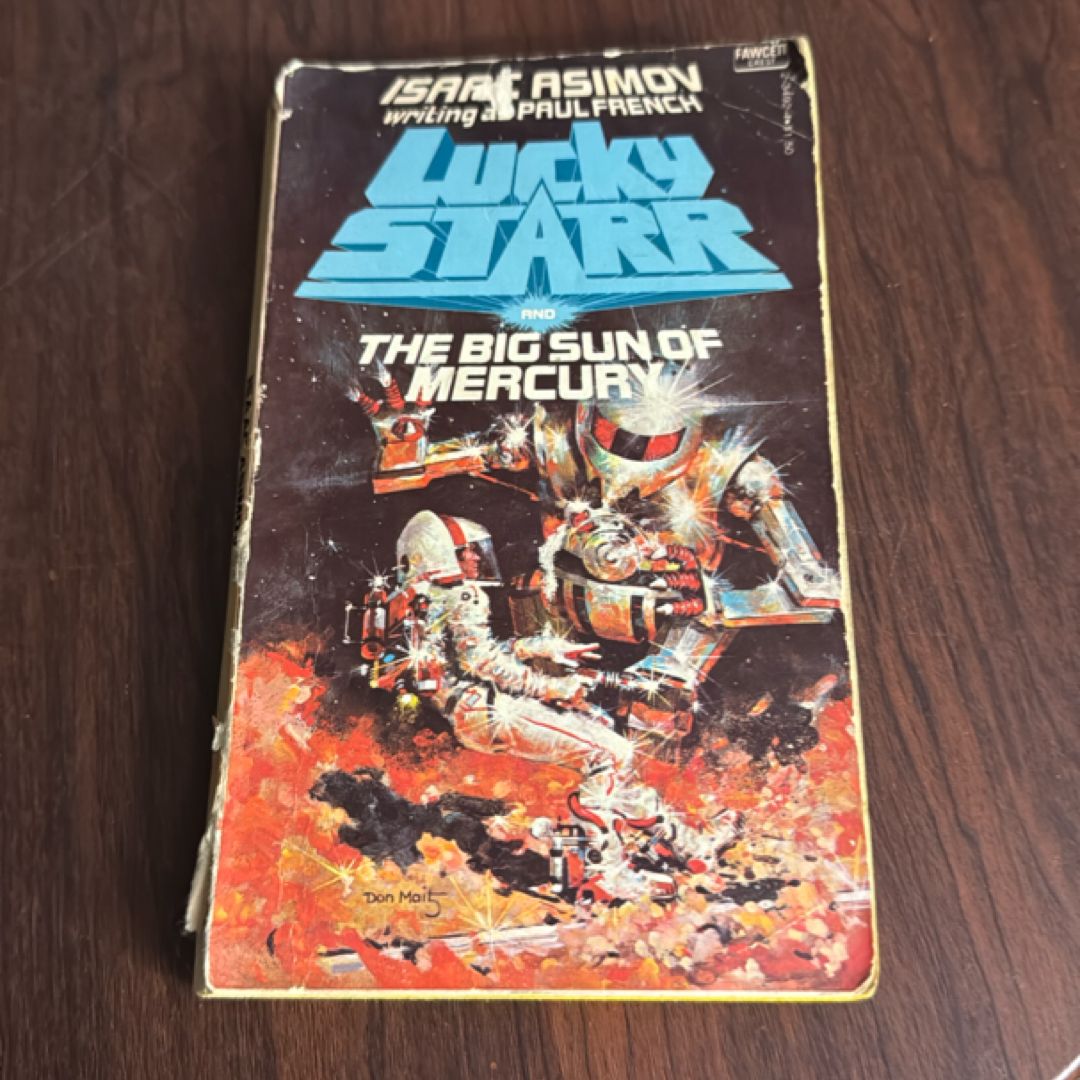 FAWCETT
CREST
ISAAC ASIMOV
writing as PAUL FRENCH
LUCKY
STARR
AND
THE BIG SUN OF
MERCURY
Don Maitz